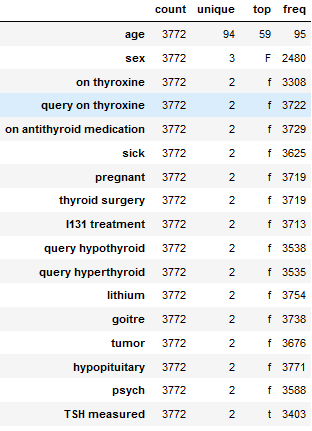 count unique top freq
age 3772 94 59 95
sex 3772 3 F 2480
on thyroxine 3772 2 f 3308
query on thyroxine 3772 2 f 3722
on antithyroid medication 3772 2 f 3729
sick 3772 2 f 3625
pregnant 3772 2 f 3719
thyroid surgery 3772 2 f 3719
I131 treatment 3772 2 f 3713
query hypothyroid 3772 2 f 3538
query hyperthyroid 3772 2 f 3535
lithium 3772 2 f 3754
goitre 3772 2 f 3738
tumor 3772 2 f 3676
hypopituitary 3772 2 f 3771
psych 3772 2 f 3588
TSH measured 3772 2 t 3403